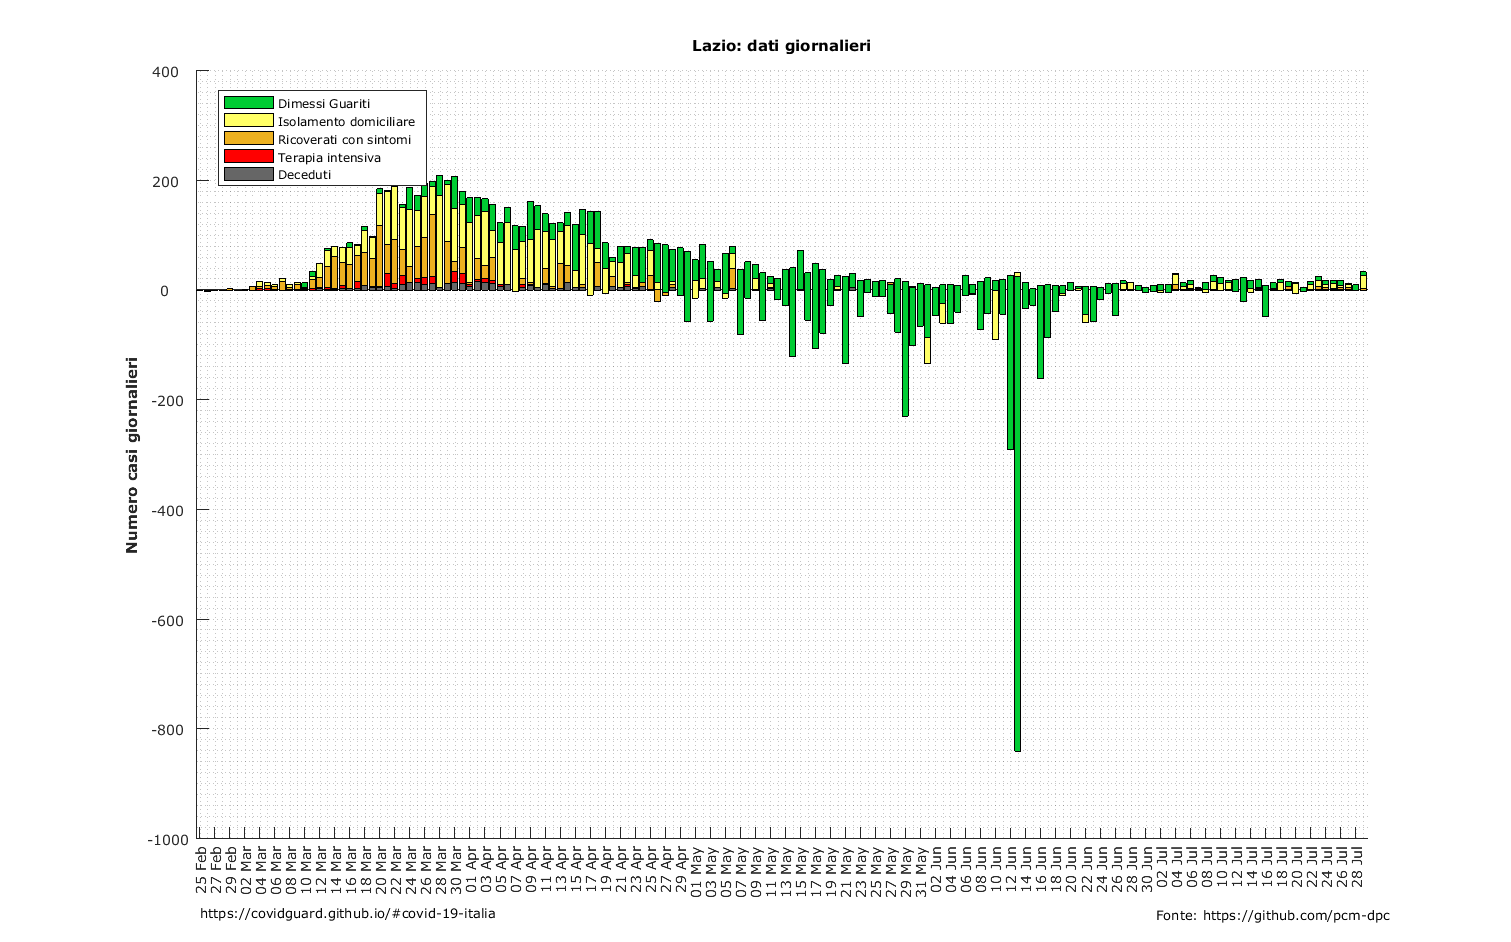 Lazio: dati giornalieri
400
200
0
-200
-400
-600
-800
-1000
Numero casi giornalieri
Dimessi Guariti
Isolamento domiciliare
Ricoverati con sintomi
Terapia intensiva
Deceduti
25 Feb
27 Feb
29 Feb
02 Mar
04 Mar
06 Mar
08 Mar
10 Mar
12 Mar
14 Mar
16 Mar
18 Mar
20 Mar
22 Mar
24 Mar
26 Mar
28 Mar
30 Mar
01 Apr
03 Apr
05 Apr
07 Apr
09 Apr
11 Apr
13 Apr
15 Apr
17 Apr
19 Apr
21 Apr
23 Apr
25 Apr
27 Apr
29 Apr
01 May
03 May
05 May
07 May
09 May
11 May
13 May
15 May
17 May
19 May
21 May
23 May
25 May
27 May
29 May
31 May
02 Jun
04 Jun
06 Jun
08 Jun
10 Jun
12 Jun
14 Jun
16 Jun
18 Jun
20 Jun
22 Jun
24 Jun
26 Jun
28 Jun
30 Jun
02 Jul
04 Jul
06 Jul
08 Jul
10 Jul
12 Jul
14 Jul
16 Jul
18 Jul
20 Jul
22 Jul
24 Jul
26 Jul
28 Jul
https://covidguard.github.io/#covid-19-italia
Fonte: https://github.com/pcm-dpc